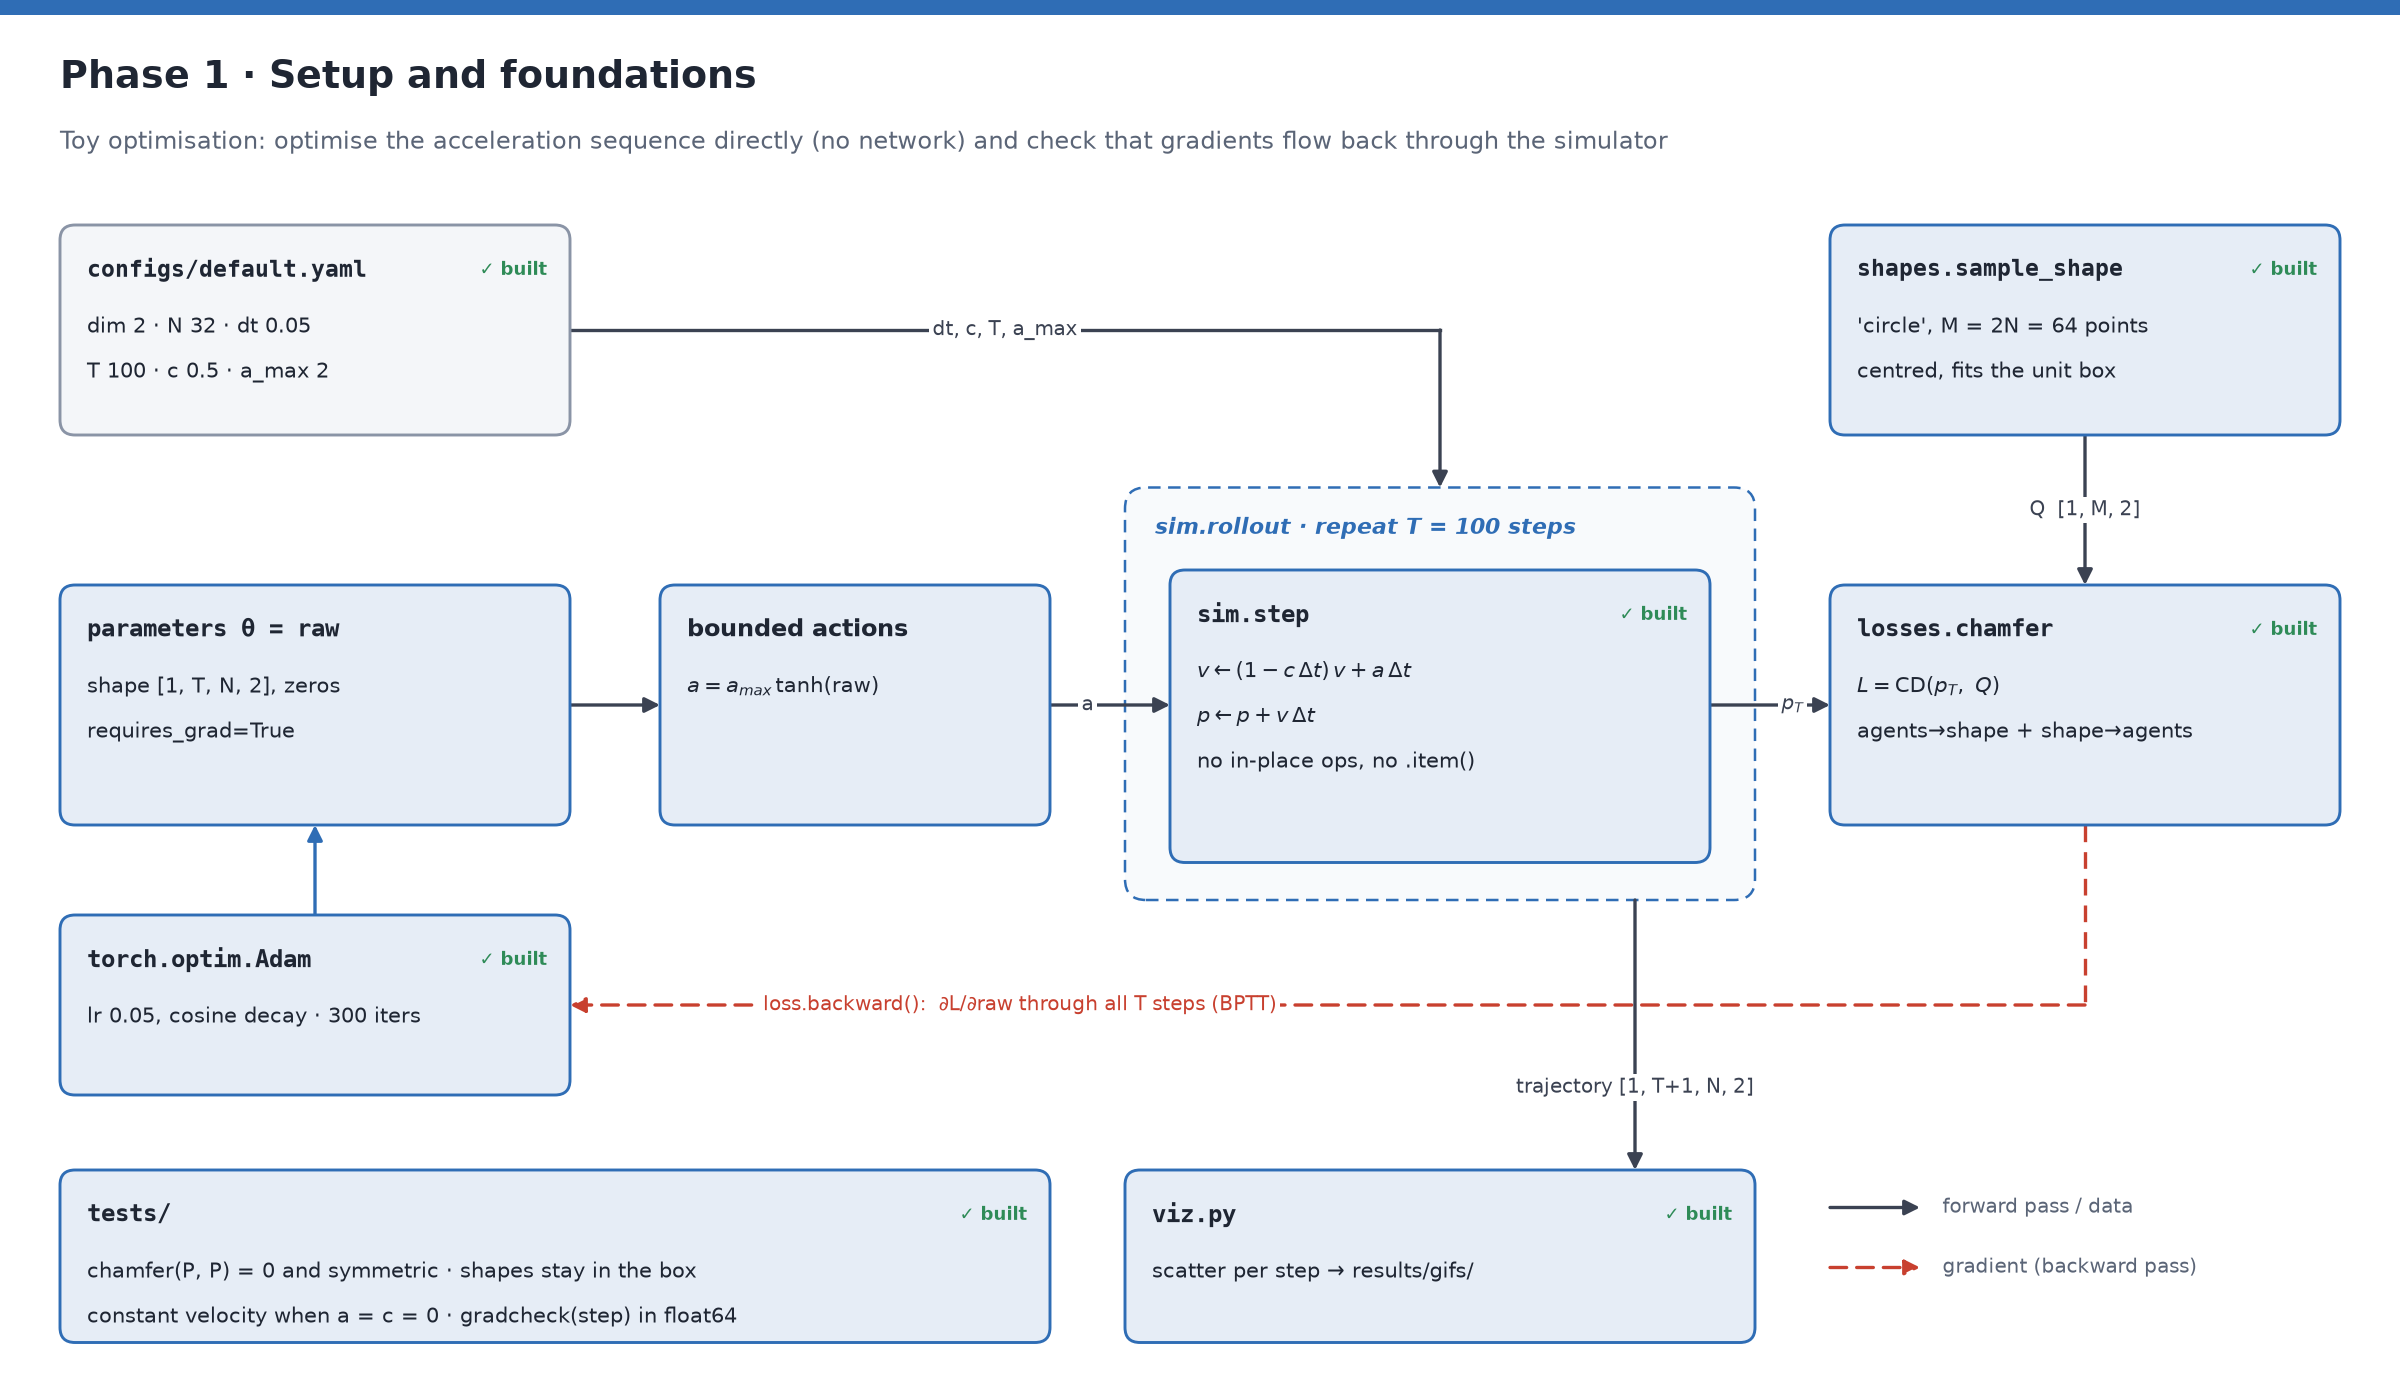 Phase 1 · Setup and foundations
Toy optimisation: optimise the acceleration sequence directly (no network) and check that gradients flow back through the simulator
configs/default.yaml ✓ built
dim 2 · N 32 · dt 0.05
T 100 · c 0.5 · a_max 2
dt, c, T, a_max
shapes.sample_shape ✓ built
'circle', M = 2N = 64 points
centred, fits the unit box
Q [1, M, 2]
sim.rollout · repeat T = 100 steps
parameters θ = raw
shape [1, T, N, 2], zeros
requires_grad=True
bounded actions
a = a_max tanh(raw)
a
sim.step ✓ built
v ← (1 − c Δt) v + a Δt
p ← p + v Δt
no in-place ops, no .item()
p_T
losses.chamfer ✓ built
L = CD(p_T, Q)
agents→shape + shape→agents
torch.optim.Adam ✓ built
lr 0.05, cosine decay · 300 iters
loss.backward(): ∂L/∂raw through all T steps (BPTT)
trajectory [1, T+1, N, 2]
tests/ ✓ built
chamfer(P, P) = 0 and symmetric · shapes stay in the box
constant velocity when a = c = 0 · gradcheck(step) in float64
viz.py ✓ built
scatter per step → results/gifs/
forward pass / data
gradient (backward pass)